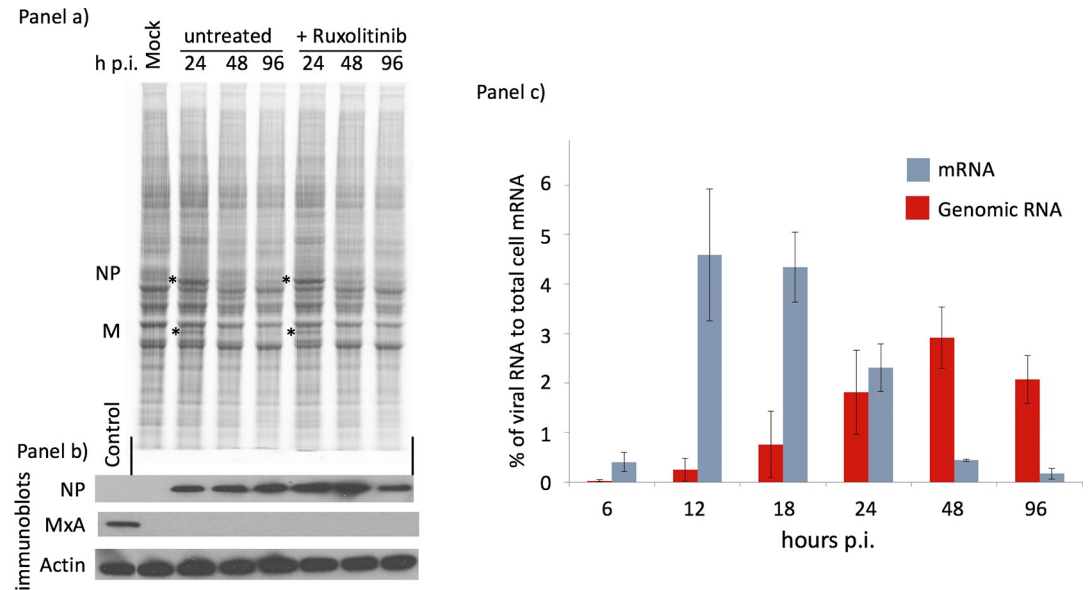 Panel a)
Mock
untreated
+ Ruxolitinib
h p.i.
24
48
96
24
48
96
NP
*
*
M
*
*
Control
Panel b)
immunoblots
NP
MxA
Actin
Panel c)
% of viral RNA to total cell mRNA
6
5
4
3
2
1
0
mRNA
Genomic RNA
6
12
18
24
48
96
hours p.i.